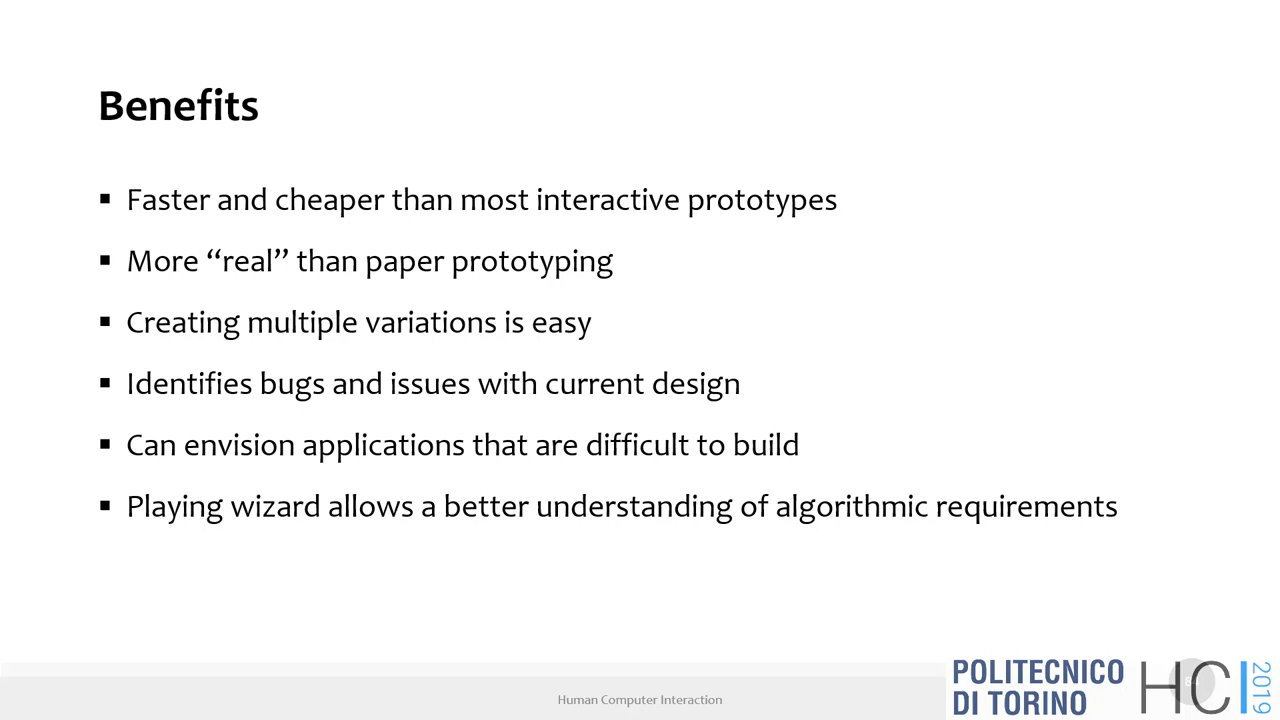 Benefits
▪ Faster and cheaper than most interactive prototypes
▪ More “real” than paper prototyping
▪ Creating multiple variations is easy
▪ Identifies bugs and issues with current design
▪ Can envision applications that are difficult to build
▪ Playing wizard allows a better understanding of algorithmic requirements
Human Computer Interaction
POLITECNICO
DI TORINO
HCI
2019